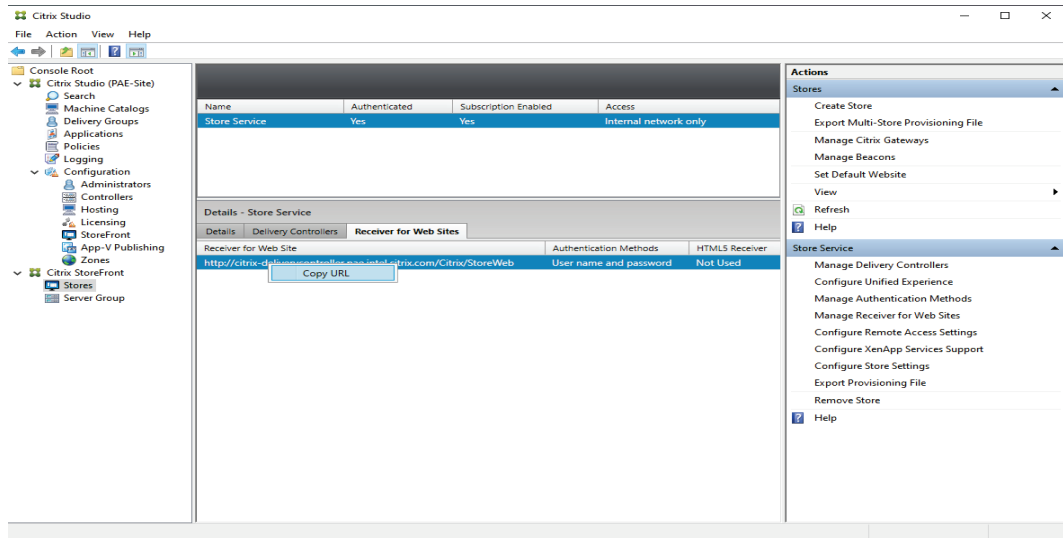 Citrix Studio
File Action View Help
Console Root
Citrix Studio (PAE-Site)
Search
Machine Catalogs
Delivery Groups
Applications
Policies
Logging
Configuration
Administrators
Controllers
Hosting
Licensing
StoreFront
App-V Publishing
Zones
Citrix StoreFront
Stores
Server Group
Name Authenticated Subscription Enabled Access
Store Service Yes Yes Internal network only
Details - Store Service
Details Delivery Controllers Receiver for Web Sites
Receiver for Web Site Authentication Methods HTML5 Receiver
http://citrix-deliverycontroller.pae.intel.citrix.com/Citrix/StoreWeb User name and password Not Used
Copy URL
Actions
Stores
Create Store
Export Multi-Store Provisioning File
Manage Citrix Gateways
Manage Beacons
Set Default Website
View
Refresh
Help
Store Service
Manage Delivery Controllers
Configure Unified Experience
Manage Authentication Methods
Manage Receiver for Web Sites
Configure Remote Access Settings
Configure XenApp Services Support
Configure Store Settings
Export Provisioning File
Remove Store
Help